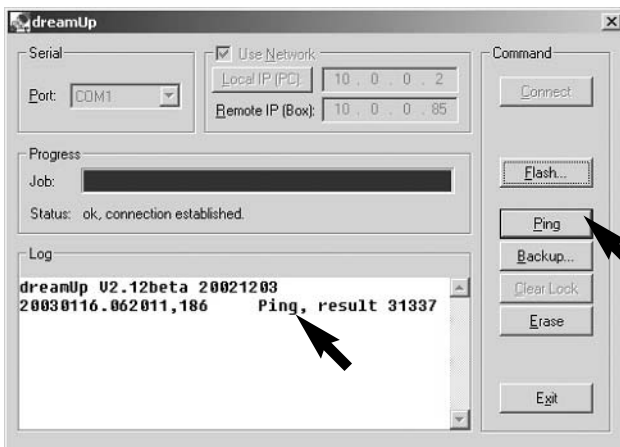 dreamUp
Serial
Port: COM1
Use Network
Local IP (PC): 10 . 0 . 0 . 2
Remote IP (Box): 10 . 0 . 0 . 85
Progress
Job:
Status: ok, connection established.
Log
dreamUp V2.12beta 20021203
20030116.062011,186 Ping, result 31337
Command
Connect
Flash...
Ping
Backup...
Clear Lock
Erase
Exit